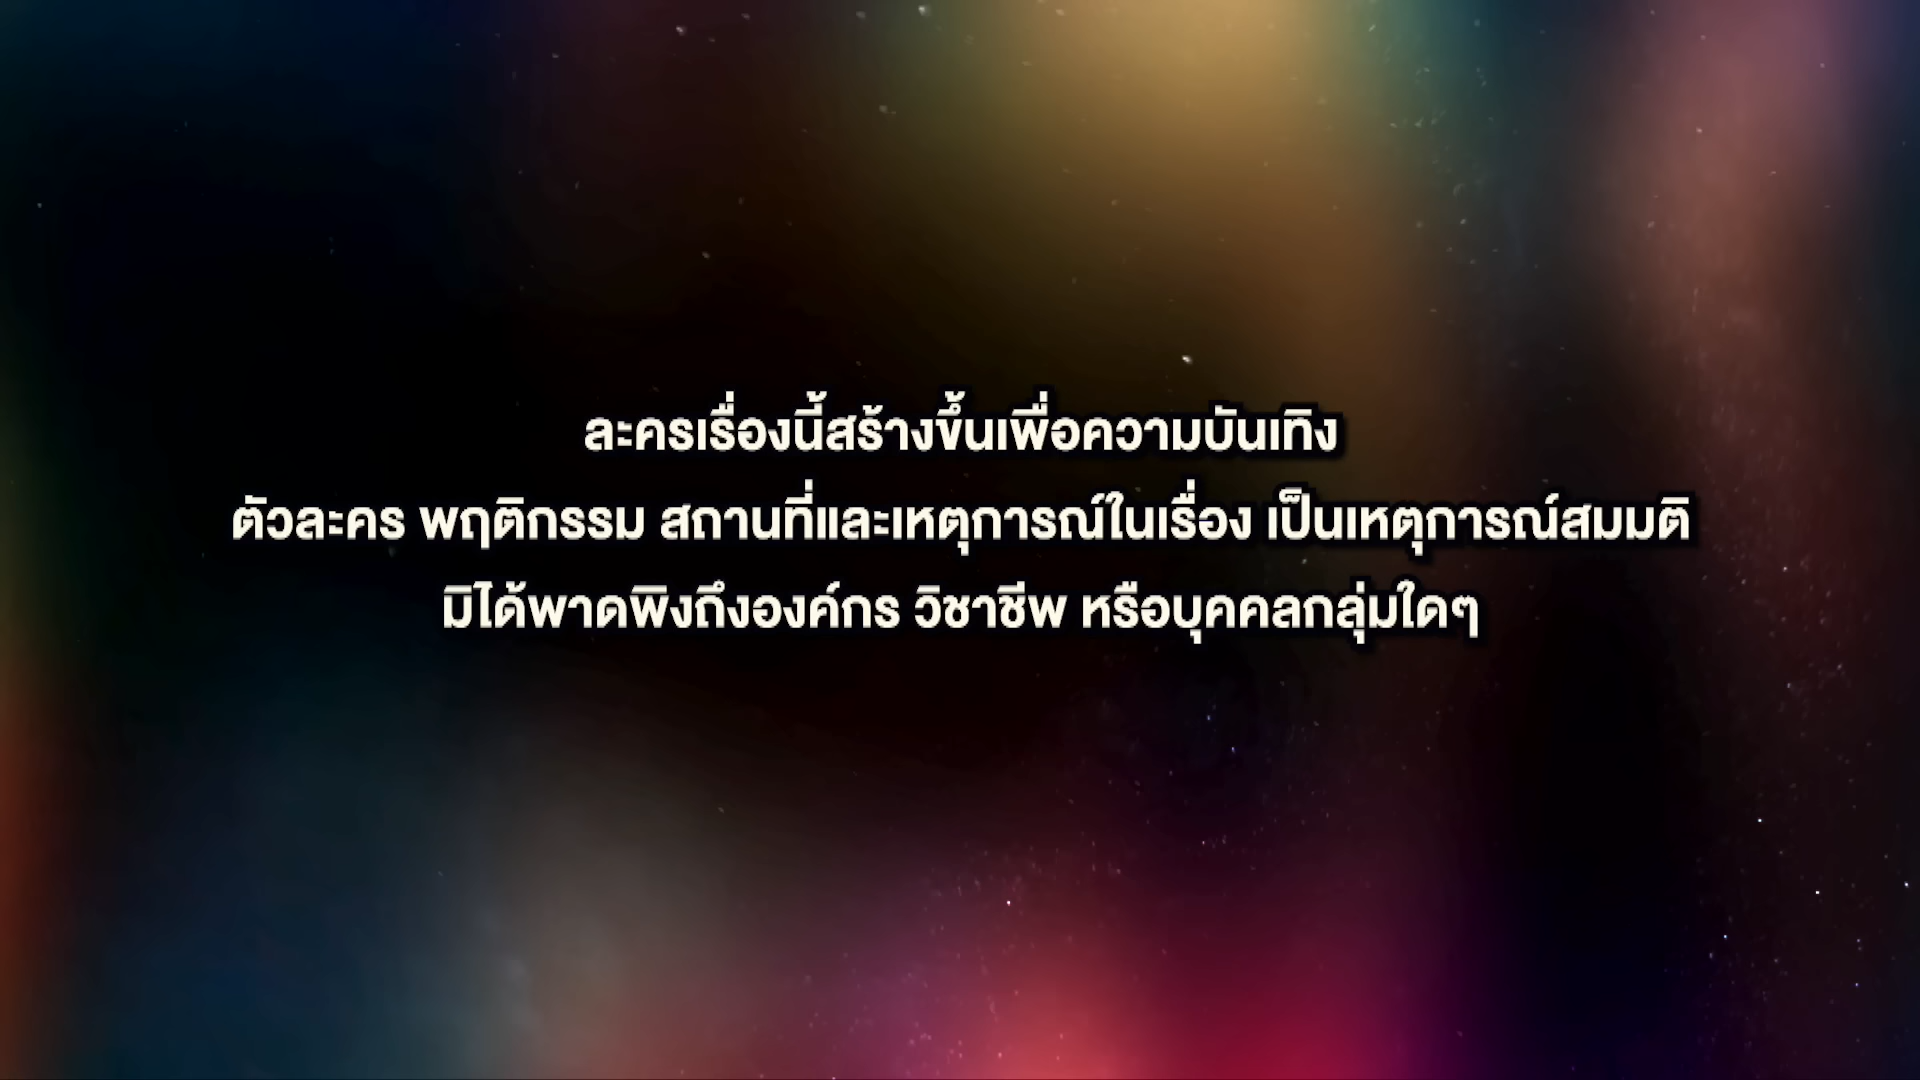 ละครเรื่องนี้สร้างขึ้นเพื่อความบันเทิง
ตัวละคร พฤติกรรม สถานที่และเหตุการณ์ในเรื่อง เป็นเหตุการณ์สมมติ
มิได้พาดพิงถึงองค์กร วิชาชีพ หรือบุคคลกลุ่มใดๆ